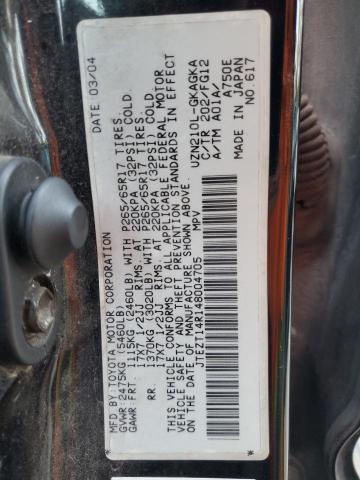 MFD.BY:TOYOTA MOTOR CORPORATION DATE 03/04
GVWR:2475KG(5460LB)
GAWR:FRT. 1115KG(2460LB) WITH P265/65R17 TIRES.
17X7 1/2JJ RIMS. AT 220KPA (32PSI) COLD.
RR. 1370KG (3020LB) WITH P265/65R17 TIRES.
17X7 1/2JJ RIMS. AT 220KPA (32PSI) COLD.
THIS VEHICLE CONFORMS TO ALL APPLICABLE FEDERAL MOTOR
VEHICLE SAFETY AND THEFT PREVENTION STANDARDS IN EFFECT
ON THE DATE OF MANUFACTURE SHOWN ABOVE.
*JTEZT14R148004705* MPV
UZN210L-GKAGKA
C/TR 202/FG12
A/TM A01A/ A750E
MADE IN JAPAN
NO.617